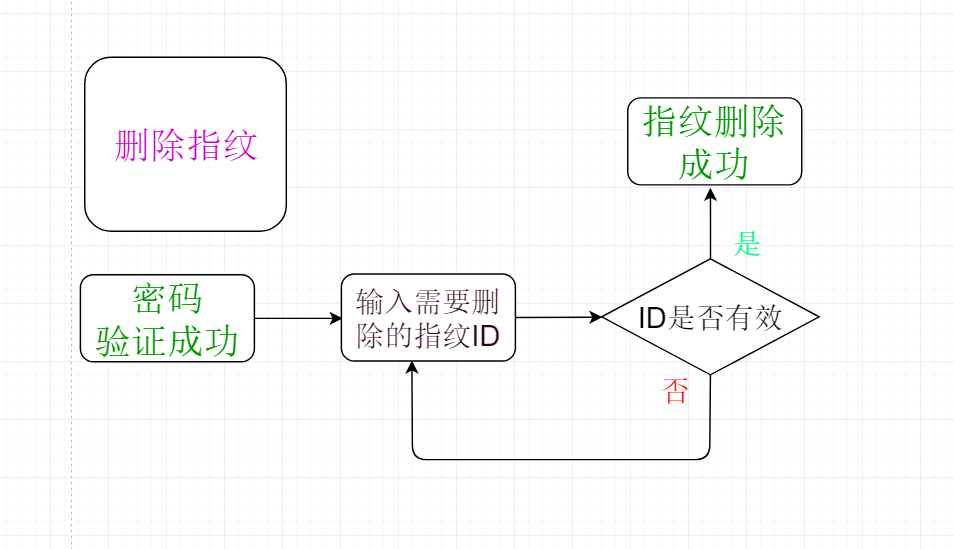 删除指纹
指纹删除
成功
是
密码
验证成功
输入需要删
除的指纹ID
ID是否有效
否